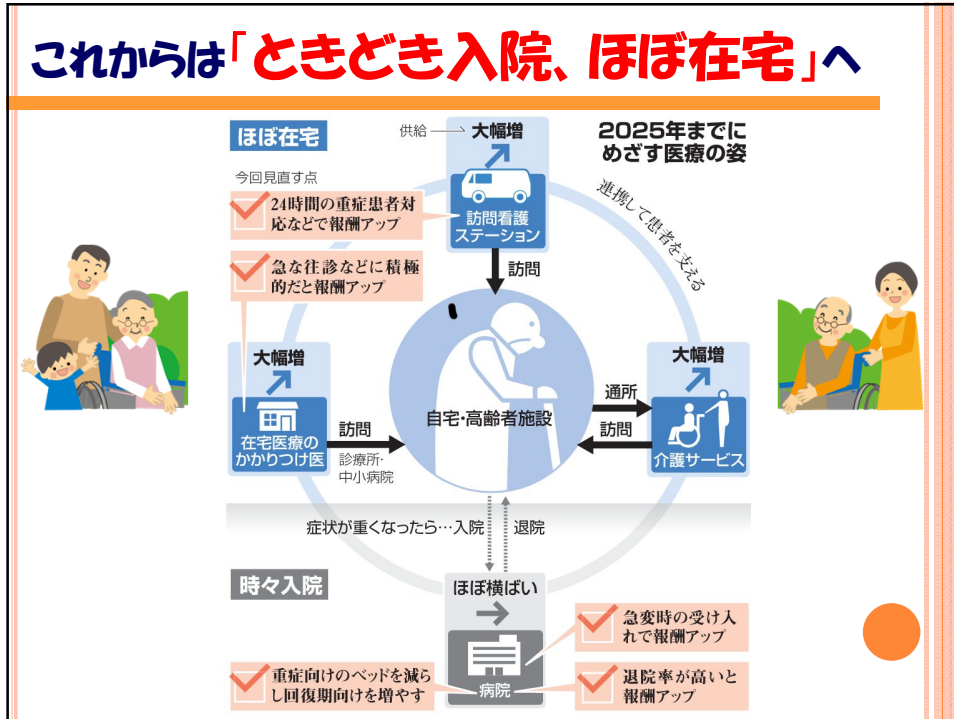 これからは「ときどき入院、ほぼ在宅」へ
ほぼ在宅
供給
大幅増
2025年までに
めざす医療の姿
今回見直す点
24時間の重症患者対
応などで報酬アップ
訪問看護
ステーション
連携して患者を支える
訪問
急な往診などに積極
的だと報酬アップ
大幅増
在宅医療の
かかりつけ医
訪問
診療所・
中小病院
自宅・高齢者施設
通所
訪問
大幅増
介護サービス
症状が重くなったら…入院
退院
時々入院
ほぼ横ばい
病院
急変時の受け入
れで報酬アップ
重症向けのベッドを減ら
し回復期向けを増やす
退院率が高いと
報酬アップ